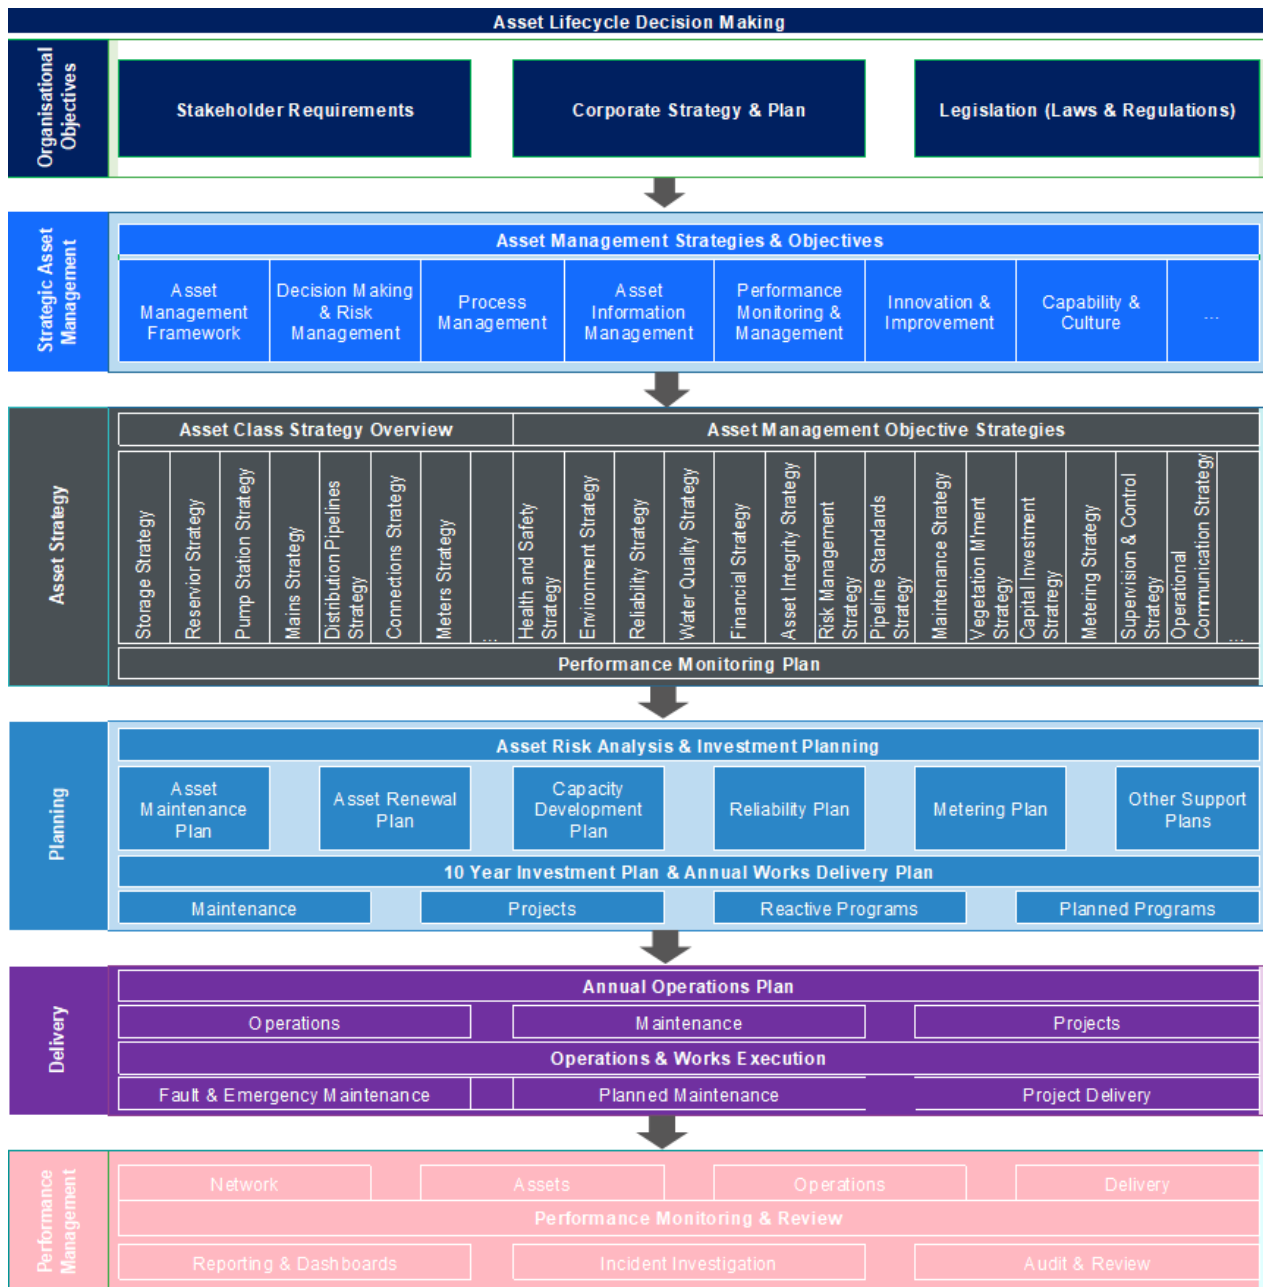 Asset Lifecycle Decision Making
Organisational
Objectives
Stakeholder Requirements
Corporate Strategy & Plan
Legislation (Laws & Regulations)
Strategic Asset
Management
Asset Management Strategies & Objectives
Asset
Management
Framework
Decision Making
& Risk
Management
Process
Management
Asset
Information
Management
Performance
Monitoring &
Management
Innovation &
Improvement
Capability &
Culture
...
Asset Strategy
Asset Class Strategy Overview
Asset Management Objective Strategies
Storage Strategy
Reservior Strategy
Pump Station Strategy
Mains Strategy
Distribution Pipelines
Strategy
Connections Strategy
Meters Strategy
...
Health and Safety
Strategy
Environment Strategy
Reliability Strategy
Water Quality Strategy
Financial Strategy
Asset Integrity Strategy
Risk Management
Strategy
Pipeline Standards
Strategy
Maintenance Strategy
Vegetation M'ment
Strategy
Capital Investment
Stratregy
Metering Strategy
Supervision & Control
Strategy
Operational
Communication Strategy
...
Performance Monitoring Plan
Planning
Asset Risk Analysis & Investment Planning
Asset
Maintenance
Plan
Asset Renewal
Plan
Capacity
Development
Plan
Reliability Plan
Metering Plan
Other Support
Plans
10 Year Investment Plan & Annual Works Delivery Plan
Maintenance
Projects
Reactive Programs
Planned Programs
Delivery
Annual Operations Plan
Operations
Maintenance
Projects
Operations & Works Execution
Fault & Emergency Maintenance
Planned Maintenance
Project Delivery
Performance
Management
Network
Assets
Operations
Delivery
Performance Monitoring & Review
Reporting & Dashboards
Incident Investigation
Audit & Review